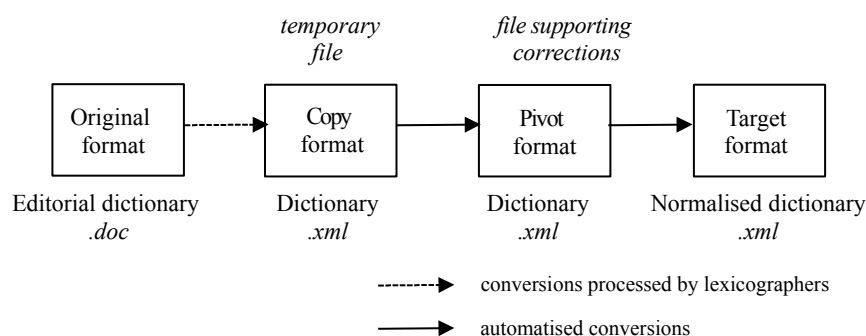 temporary
file
file supporting
corrections
Original
format
Copy
format
Pivot
format
Target
format
Editorial dictionary
.doc
Dictionary
.xml
Dictionary
.xml
Normalised dictionary
.xml
conversions processed by lexicographers
automatised conversions